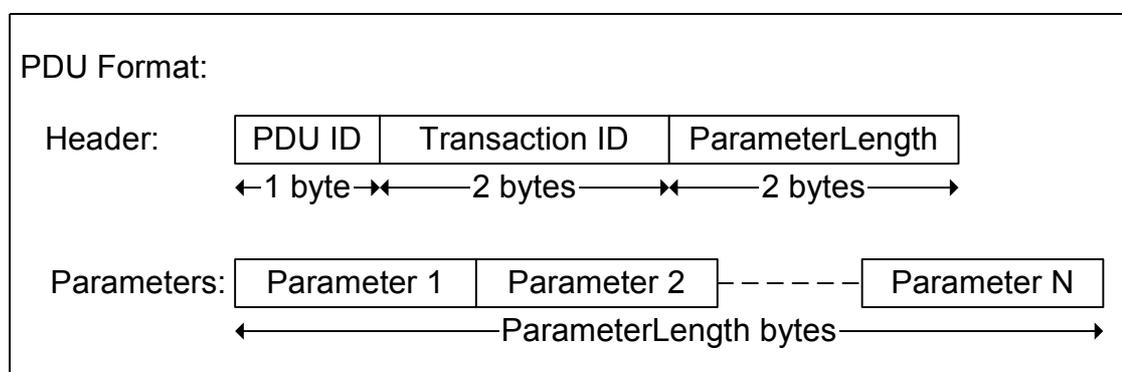 PDU Format:
Header: PDU ID Transaction ID ParameterLength
1 byte 2 bytes 2 bytes
Parameters: Parameter 1 Parameter 2 Parameter N
ParameterLength bytes